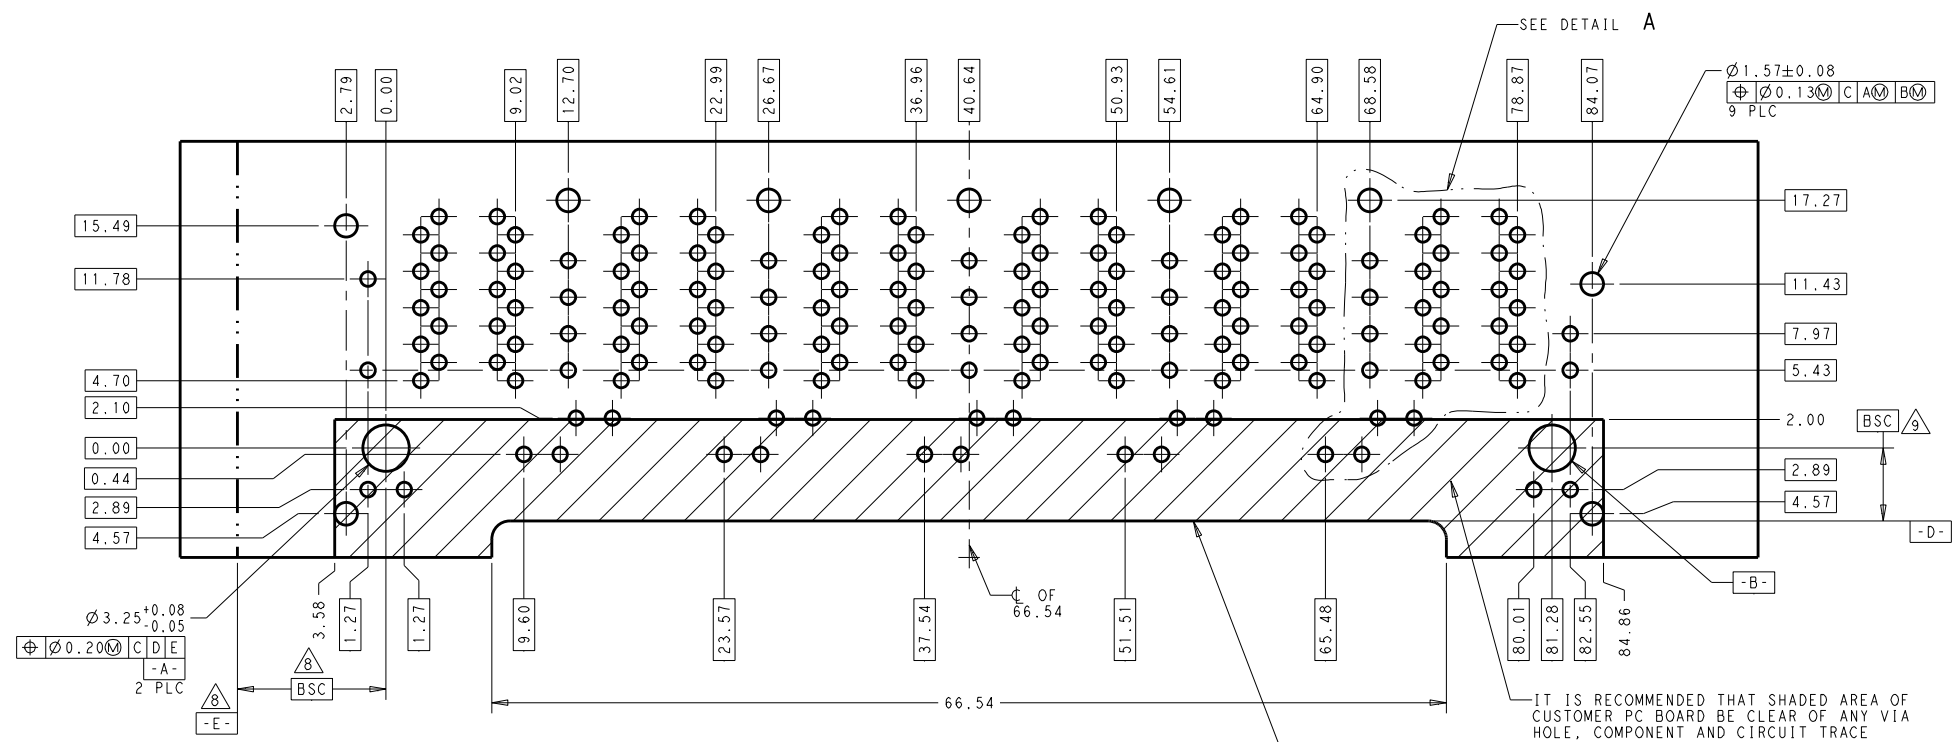 SEE DETAIL A
2.79
0.00
9.02
12.70
22.99
26.67
36.96
40.64
50.93
54.61
64.90
68.58
78.87
84.07
Ø1.57±0.08
⌖ Ø0.13Ⓜ C AⓂ BⓂ
9 PLC
15.49
11.78
4.70
2.10
0.00
0.44
2.89
4.57
17.27
11.43
7.97
5.43
2.00
BSC 9
2.89
4.57
-D-
-B-
Ø3.25 +0.08
-0.05
⌖ Ø0.20Ⓜ C D E
-A-
2 PLC
8
-E-
8
BSC
3.58
1.27
1.27
9.60
23.57
37.54
℄ OF
66.54
51.51
65.48
80.01
81.28
82.55
84.86
66.54
IT IS RECOMMENDED THAT SHADED AREA OF
CUSTOMER PC BOARD BE CLEAR OF ANY VIA
HOLE, COMPONENT AND CIRCUIT TRACE